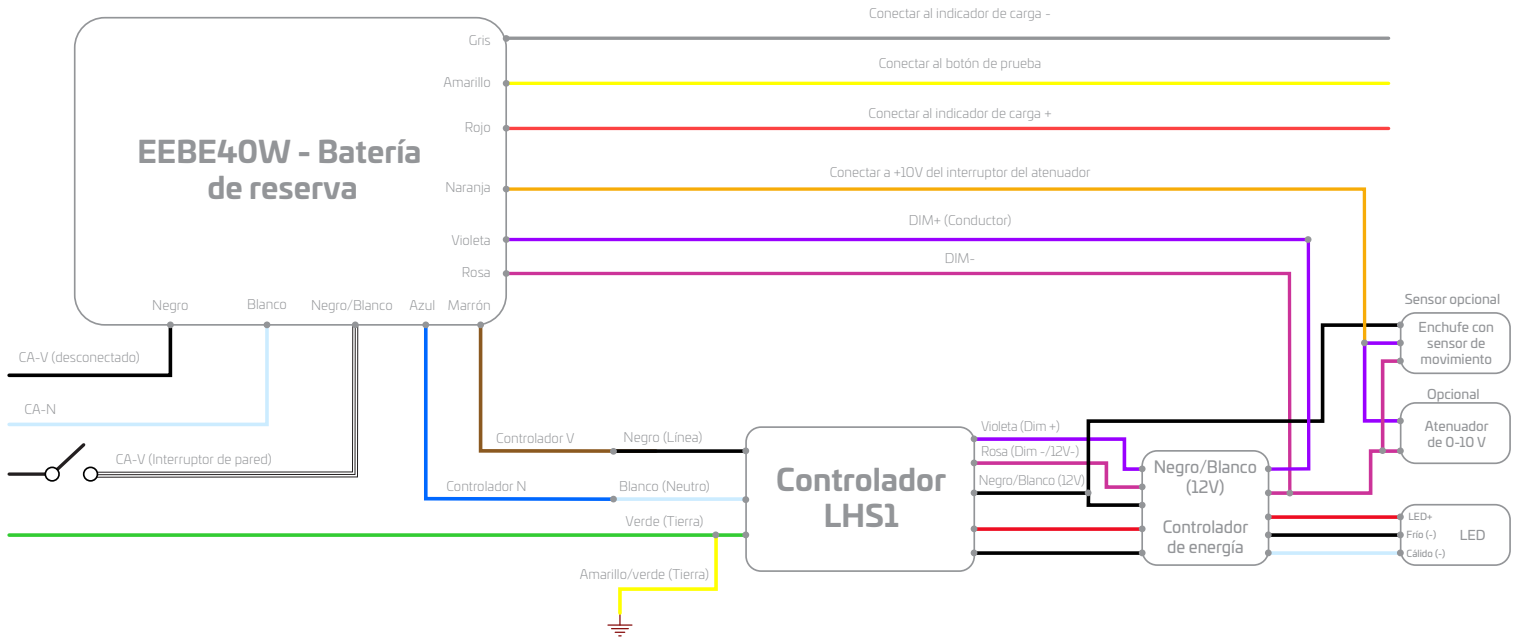 Conectar al indicador de carga -
Gris
Conectar al botón de prueba
Amarillo
Conectar al indicador de carga +
Rojo
EEBE40W - Batería
de reserva
Conectar a +10V del interruptor del atenuador
Naranja
DIM+ (Conductor)
Violeta
DIM-
Rosa
Negro
Blanco
Negro/Blanco
Azul
Marrón
Sensor opcional
Enchufe con
sensor de
movimiento
CA-V (desconectado)
Opcional
Atenuador
de 0-10 V
CA-N
CA-V (Interruptor de pared)
Controlador V
Negro (Línea)
Controlador N
Blanco (Neutro)
Verde (Tierra)
Amarillo/verde (Tierra)
Controlador
LHS1
Violeta (Dim +)
Rosa (Dim -/12V-)
Negro/Blanco (12V)
Negro/Blanco
(12V)
Controlador
de energía
LED+
Frío (-)
Cálido (-)
LED